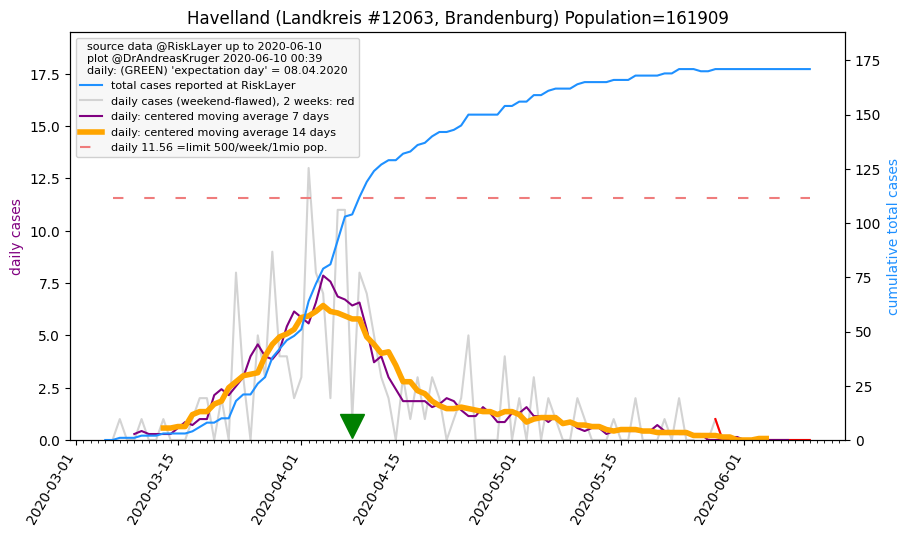 Havelland (Landkreis #12063, Brandenburg) Population=161909
source data @RiskLayer up to 2020-06-10
plot @DrAndreasKruger 2020-06-10 00:39
daily: (GREEN) 'expectation day' = 08.04.2020
total cases reported at RiskLayer
daily cases (weekend-flawed), 2 weeks: red
daily: centered moving average 7 days
daily: centered moving average 14 days
daily 11.56 =limit 500/week/1mio pop.
daily cases
17.5
15.0
12.5
10.0
7.5
5.0
2.5
0.0
cumulative total cases
175
150
125
100
75
50
25
0
2020-03-01
2020-03-15
2020-04-01
2020-04-15
2020-05-01
2020-05-15
2020-06-01